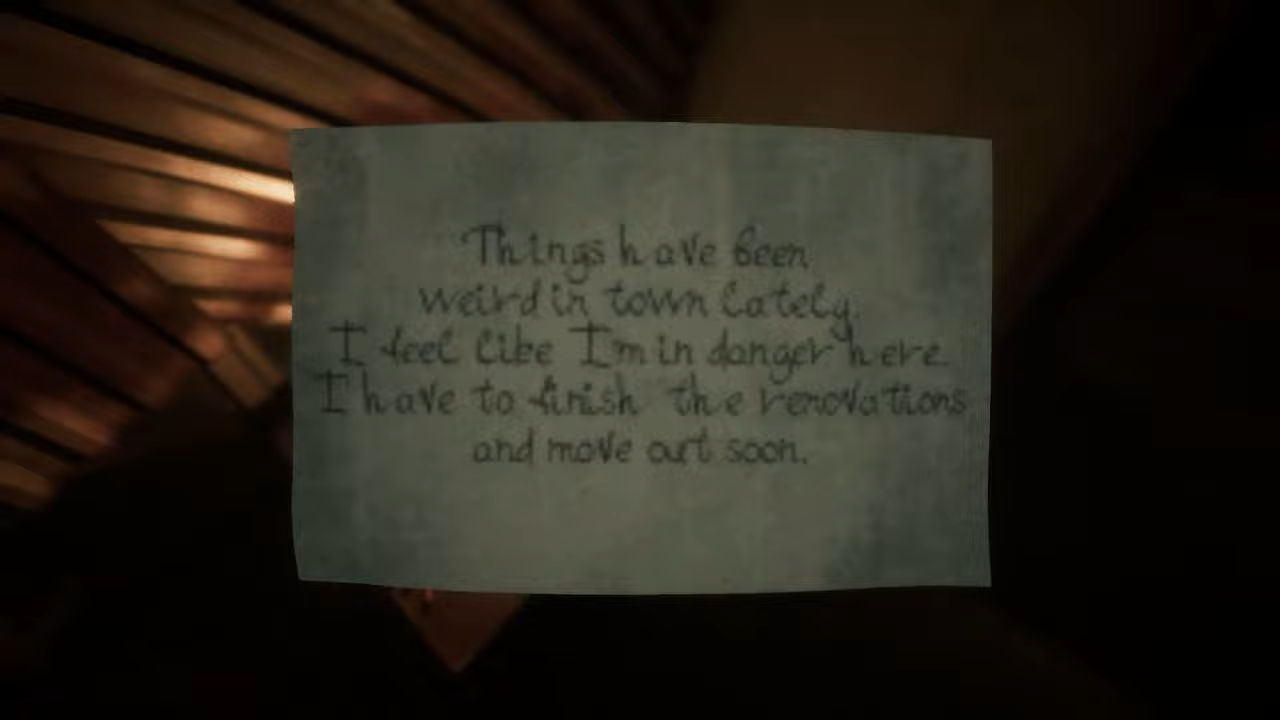 Things have been
weird in town lately.
I feel like I'm in danger here.
I have to finish the renovations
and move out soon.